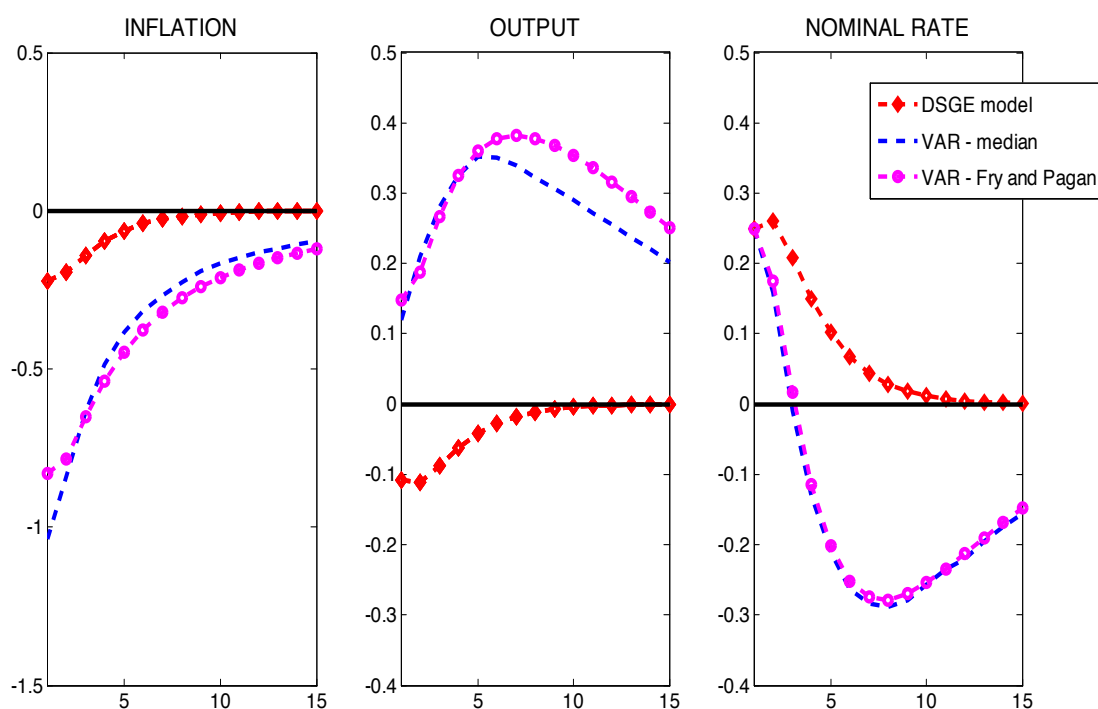 INFLATION
0.5
0
-0.5
-1
-1.5
5 10 15
OUTPUT
0.5
0.4
0.3
0.2
0.1
0
-0.1
-0.2
-0.3
-0.4
5 10 15
NOMINAL RATE
0.5
0.4
0.3
0.2
0.1
0
-0.1
-0.2
-0.3
-0.4
5 10 15
DSGE model
VAR - median
VAR - Fry and Pagan